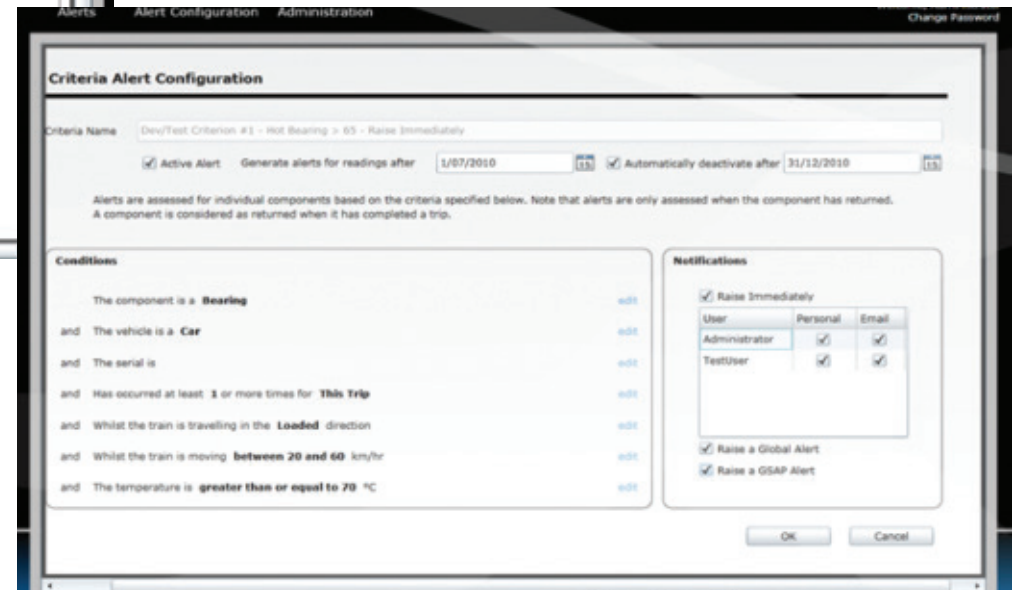 Alerts Alert Configuration Administration
Change Password
Criteria Alert Configuration
Criteria Name Dev/Test Criterion #1 - Hot Bearing > 65 - Raise Immediately
Active Alert Generate alerts for readings after 1/07/2010 15 Automatically deactivate after 31/12/2010 15
Alerts are assessed for individual components based on the criteria specified below. Note that alerts are only assessed when the component has returned.
A component is considered as returned when it has completed a trip.
Conditions
The component is a Bearing edit
and The vehicle is a Car edit
and The serial is edit
and Has occurred at least 1 or more times for This Trip edit
and Whilst the train is travelling in the Loaded direction edit
and Whilst the train is moving between 20 and 60 km/hr edit
and The temperature is greater than or equal to 70 °C edit
Notifications
Raise Immediately
User Personal Email
Administrator
TestUser
Raise a Global Alert
Raise a GSAP Alert
OK Cancel